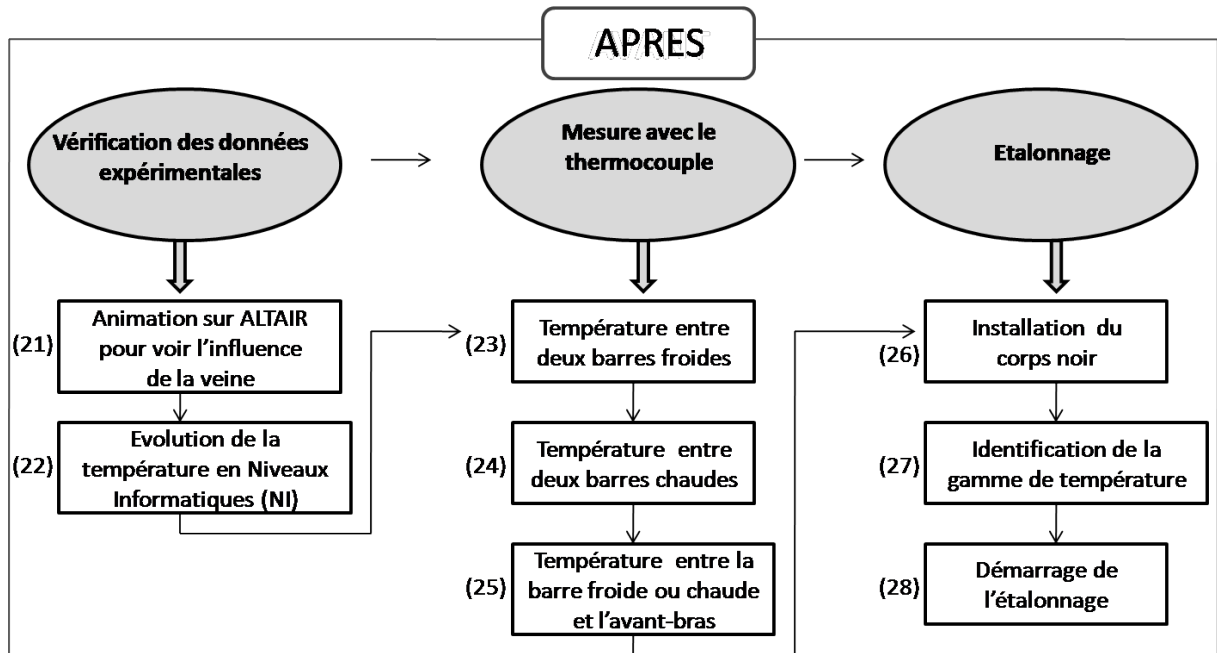 APRES
Vérification des données
expérimentales
Mesure avec le
thermocouple
Etalonnage
(21)
Animation sur ALTAIR
pour voir l'influence
de la veine
(22)
Evolution de la
température en Niveaux
Informatiques (NI)
(23)
Température entre
deux barres froides
(24)
Température entre
deux barres chaudes
(25)
Température entre la
barre froide ou chaude
et l'avant-bras
(26)
Installation du
corps noir
(27)
Identification de la
gamme de température
(28)
Démarrage de
l'étalonnage